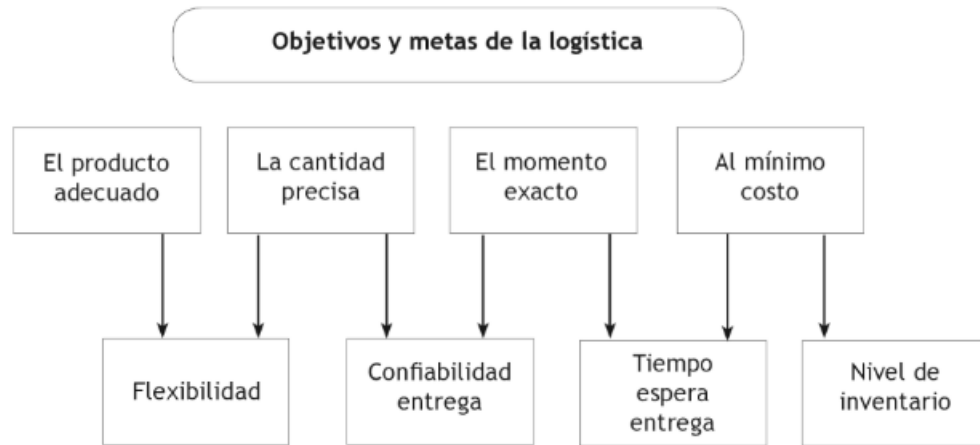 Objetivos y metas de la logística
El producto
adecuado
La cantidad
precisa
El momento
exacto
Al mínimo
costo
Flexibilidad
Confiabilidad
entrega
Tiempo
espera
entrega
Nivel de
inventario